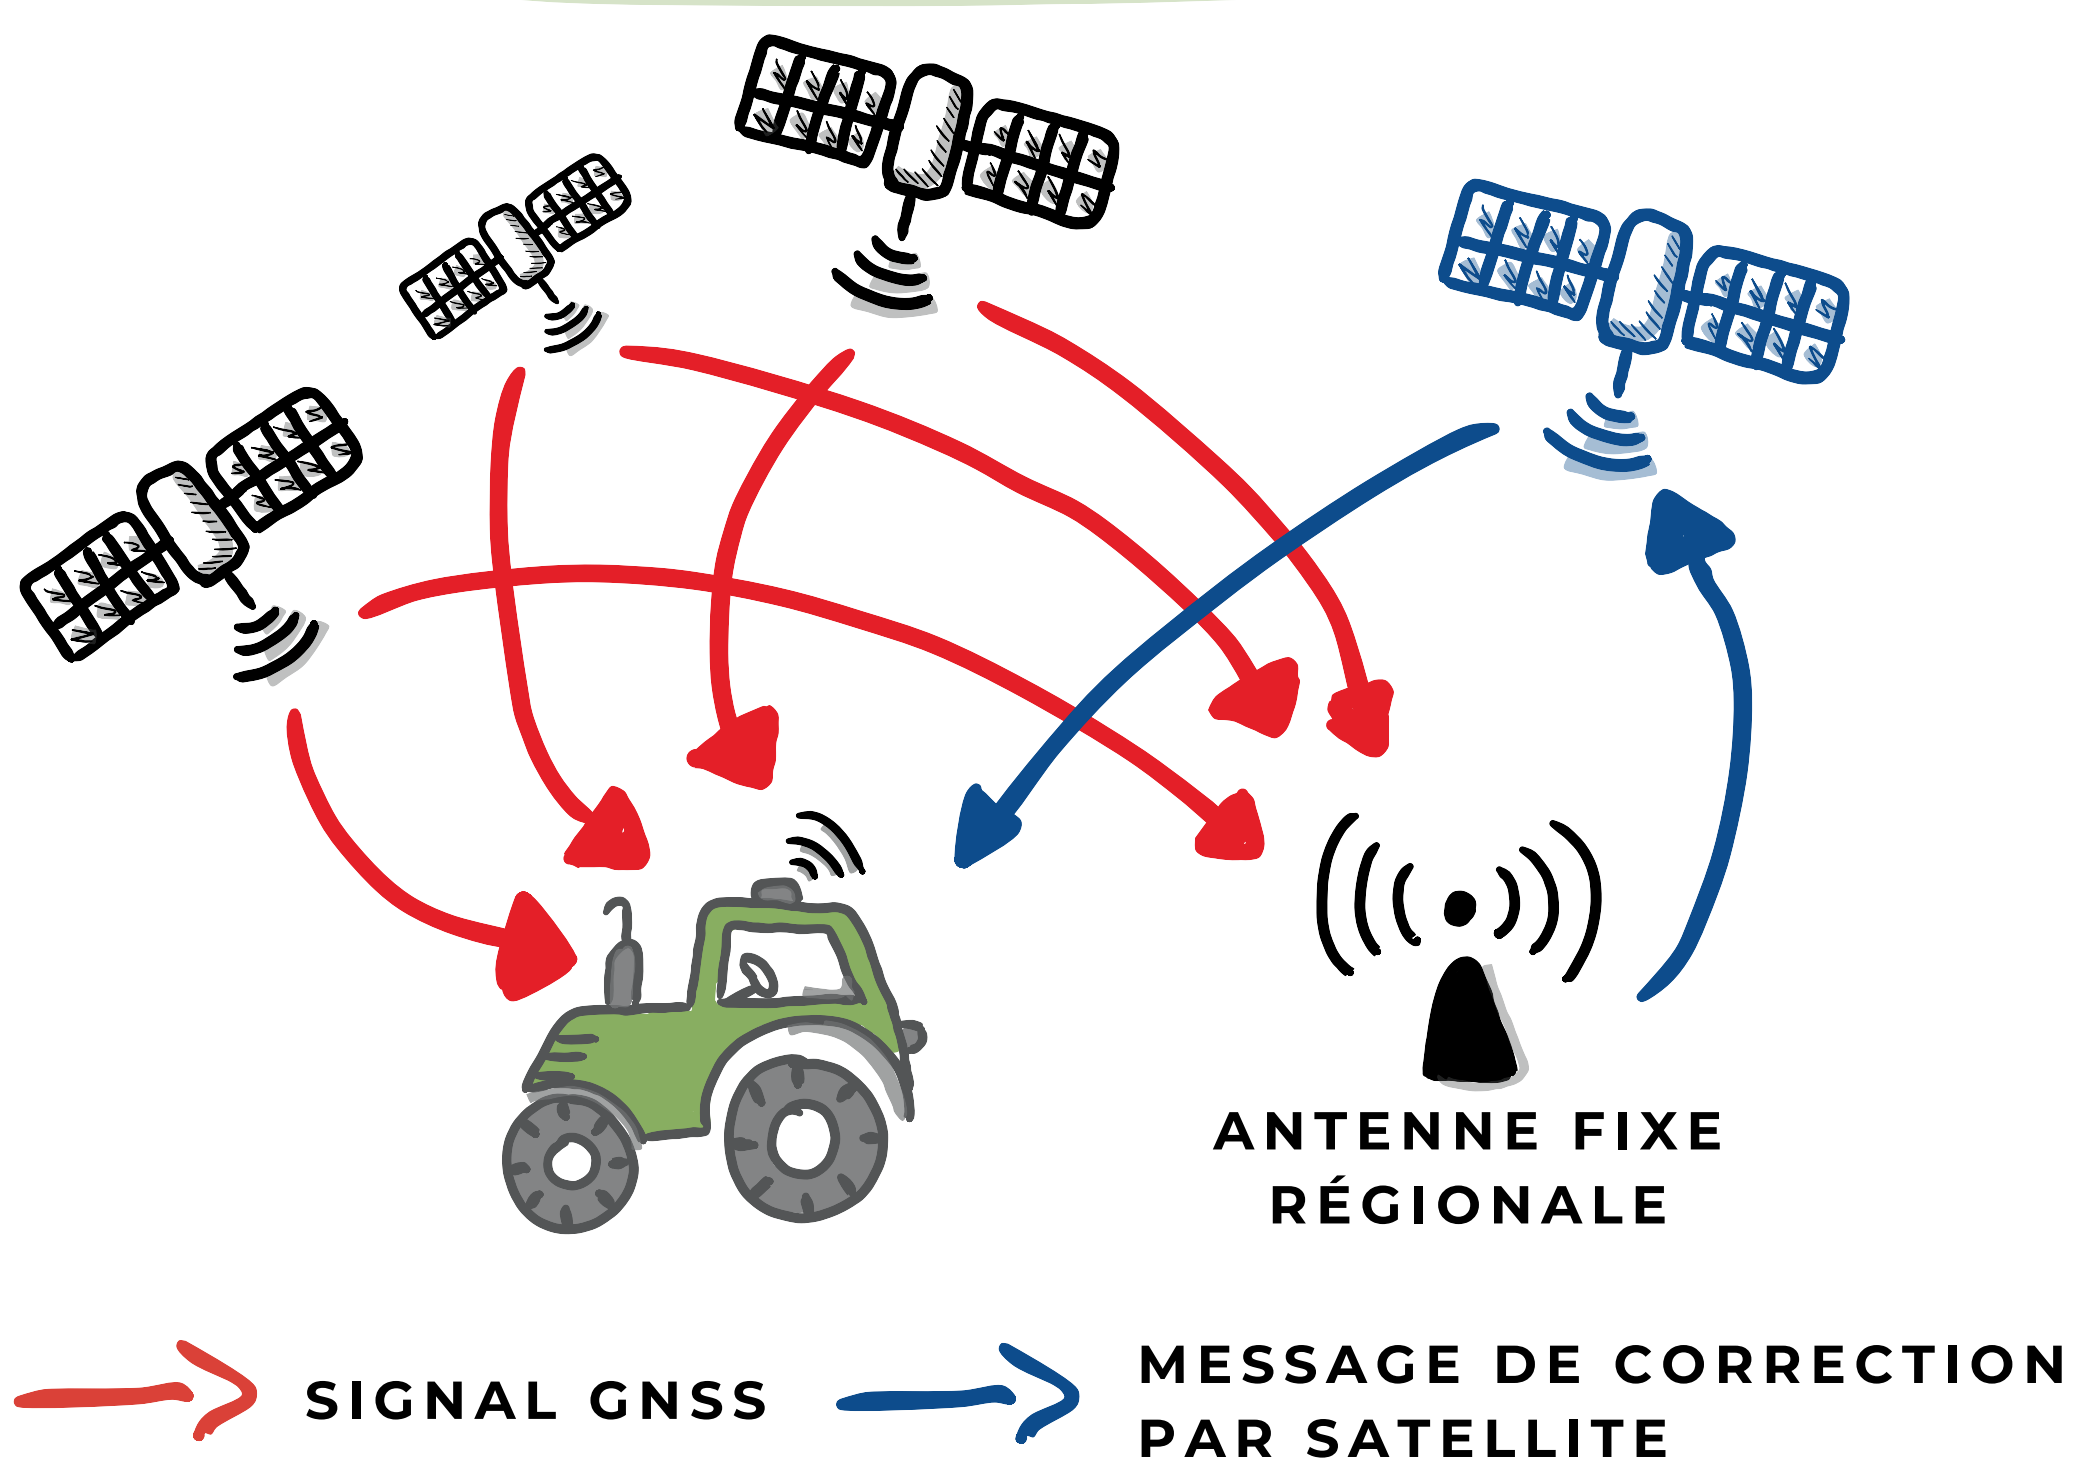 ANTENNE FIXE
RÉGIONALE
SIGNAL GNSS
MESSAGE DE CORRECTION
PAR SATELLITE